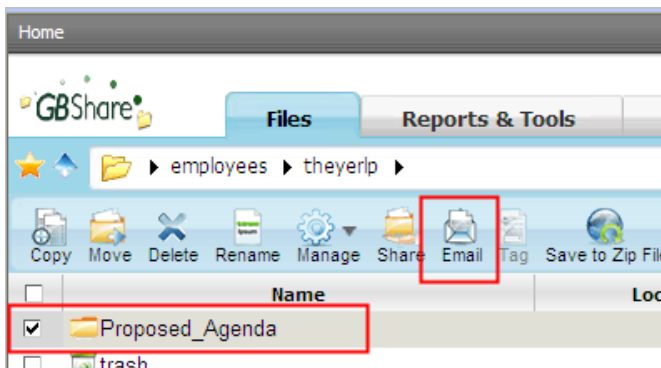 Home
GBShare
Files Reports & Tools
employees theyerlp
Copy Move Delete Rename Manage Share Email Tag Save to Zip File
Name Loc
Proposed_Agenda
trash